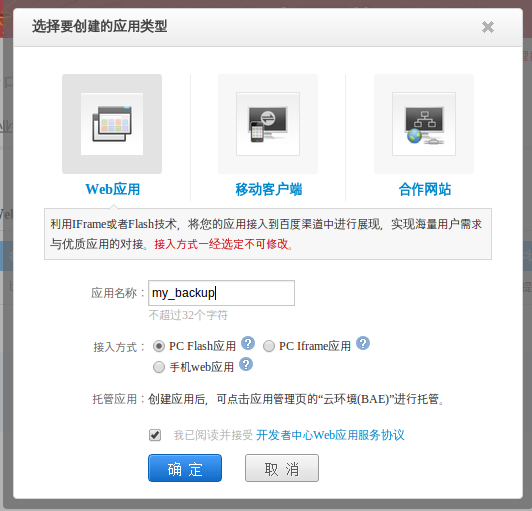 选择要创建的应用类型
Web应用
移动客户端
合作网站
利用IFrame或者Flash技术，将您的应用接入到百度渠道中进行展现，实现海量用户需求
与优质应用的对接。接入方式一经选定不可修改。
应用名称：my_backup
不超过32个字符
接入方式： PC Flash应用 ? PC Iframe应用 ?
手机web应用 ?
托管应用：创建应用后，可点击应用管理页的“云环境(BAE)”进行托管。
我已阅读并接受 开发者中心Web应用服务协议
确 定
取 消